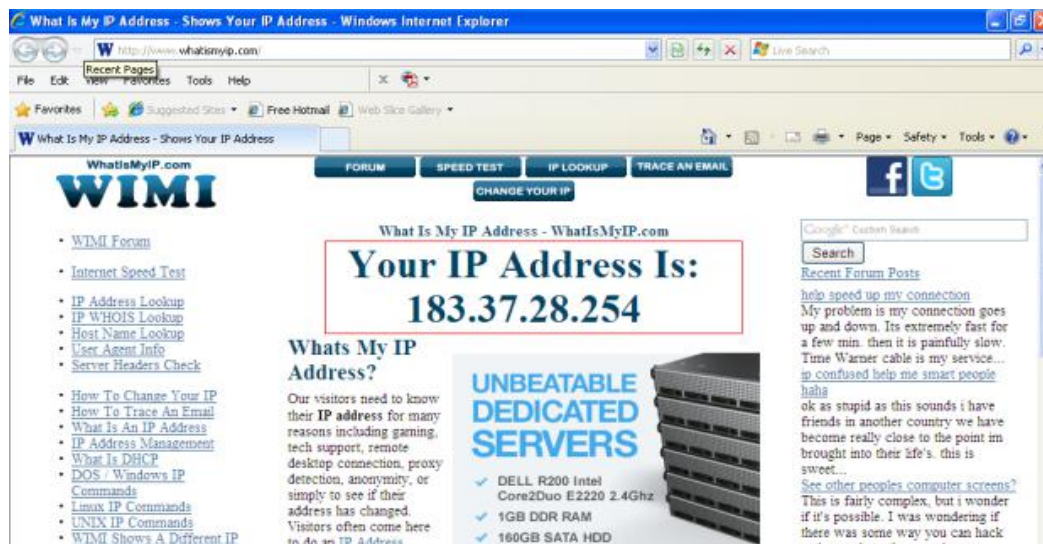 What Is My IP Address - Shows Your IP Address - Windows Internet Explorer
W http://www.whatismyip.com/
Live Search
Recent Pages
File Edit View Favorites Tools Help
Favorites Suggested Sites Free Hotmail Web Slice Gallery
W What Is My IP Address - Shows Your IP Address
Page Safety Tools
WhatIsMyIP.com
WIMI
FORUM SPEED TEST IP LOOKUP TRACE AN EMAIL
CHANGE YOUR IP
WIMI Forum
Internet Speed Test
IP Address Lookup
IP WHOIS Lookup
Host Name Lookup
User Agent Info
Server Headers Check
How To Change Your IP
How To Trace An Email
What Is An IP Address
IP Address Management
What Is DHCP
DOS / Windows IP
Commands
Linux IP Commands
UNIX IP Commands
WIMI Shows A Different IP
What Is My IP Address - WhatIsMyIP.com
Your IP Address Is:
183.37.28.254
Whats My IP
Address?
Our visitors need to know
their IP address for many
reasons including gaming,
tech support, remote
desktop connection, proxy
detection, anonymity, or
simply to see if their
address has changed.
Visitors often come here
to do an IP Address
UNBEATABLE
DEDICATED
SERVERS
DELL R200 Intel
Core2Duo E2220 2.4Ghz
1GB DDR RAM
160GB SATA HDD
Google Custom Search
Search
Recent Forum Posts
help speed up my connection
My problem is my connection goes
up and down. Its extremely fast for
a few min. then it is painfully slow.
Time Warner cable is my service...
ip confused help me smart people
haha
ok as stupid as this sounds i have
friends in another country we have
become really close to the point im
brought into their life's. this is
sweet...
See other peoples computer screens?
This is fairly complex, but i wonder
if it's possible. I was wondering if
there was some way you can hack